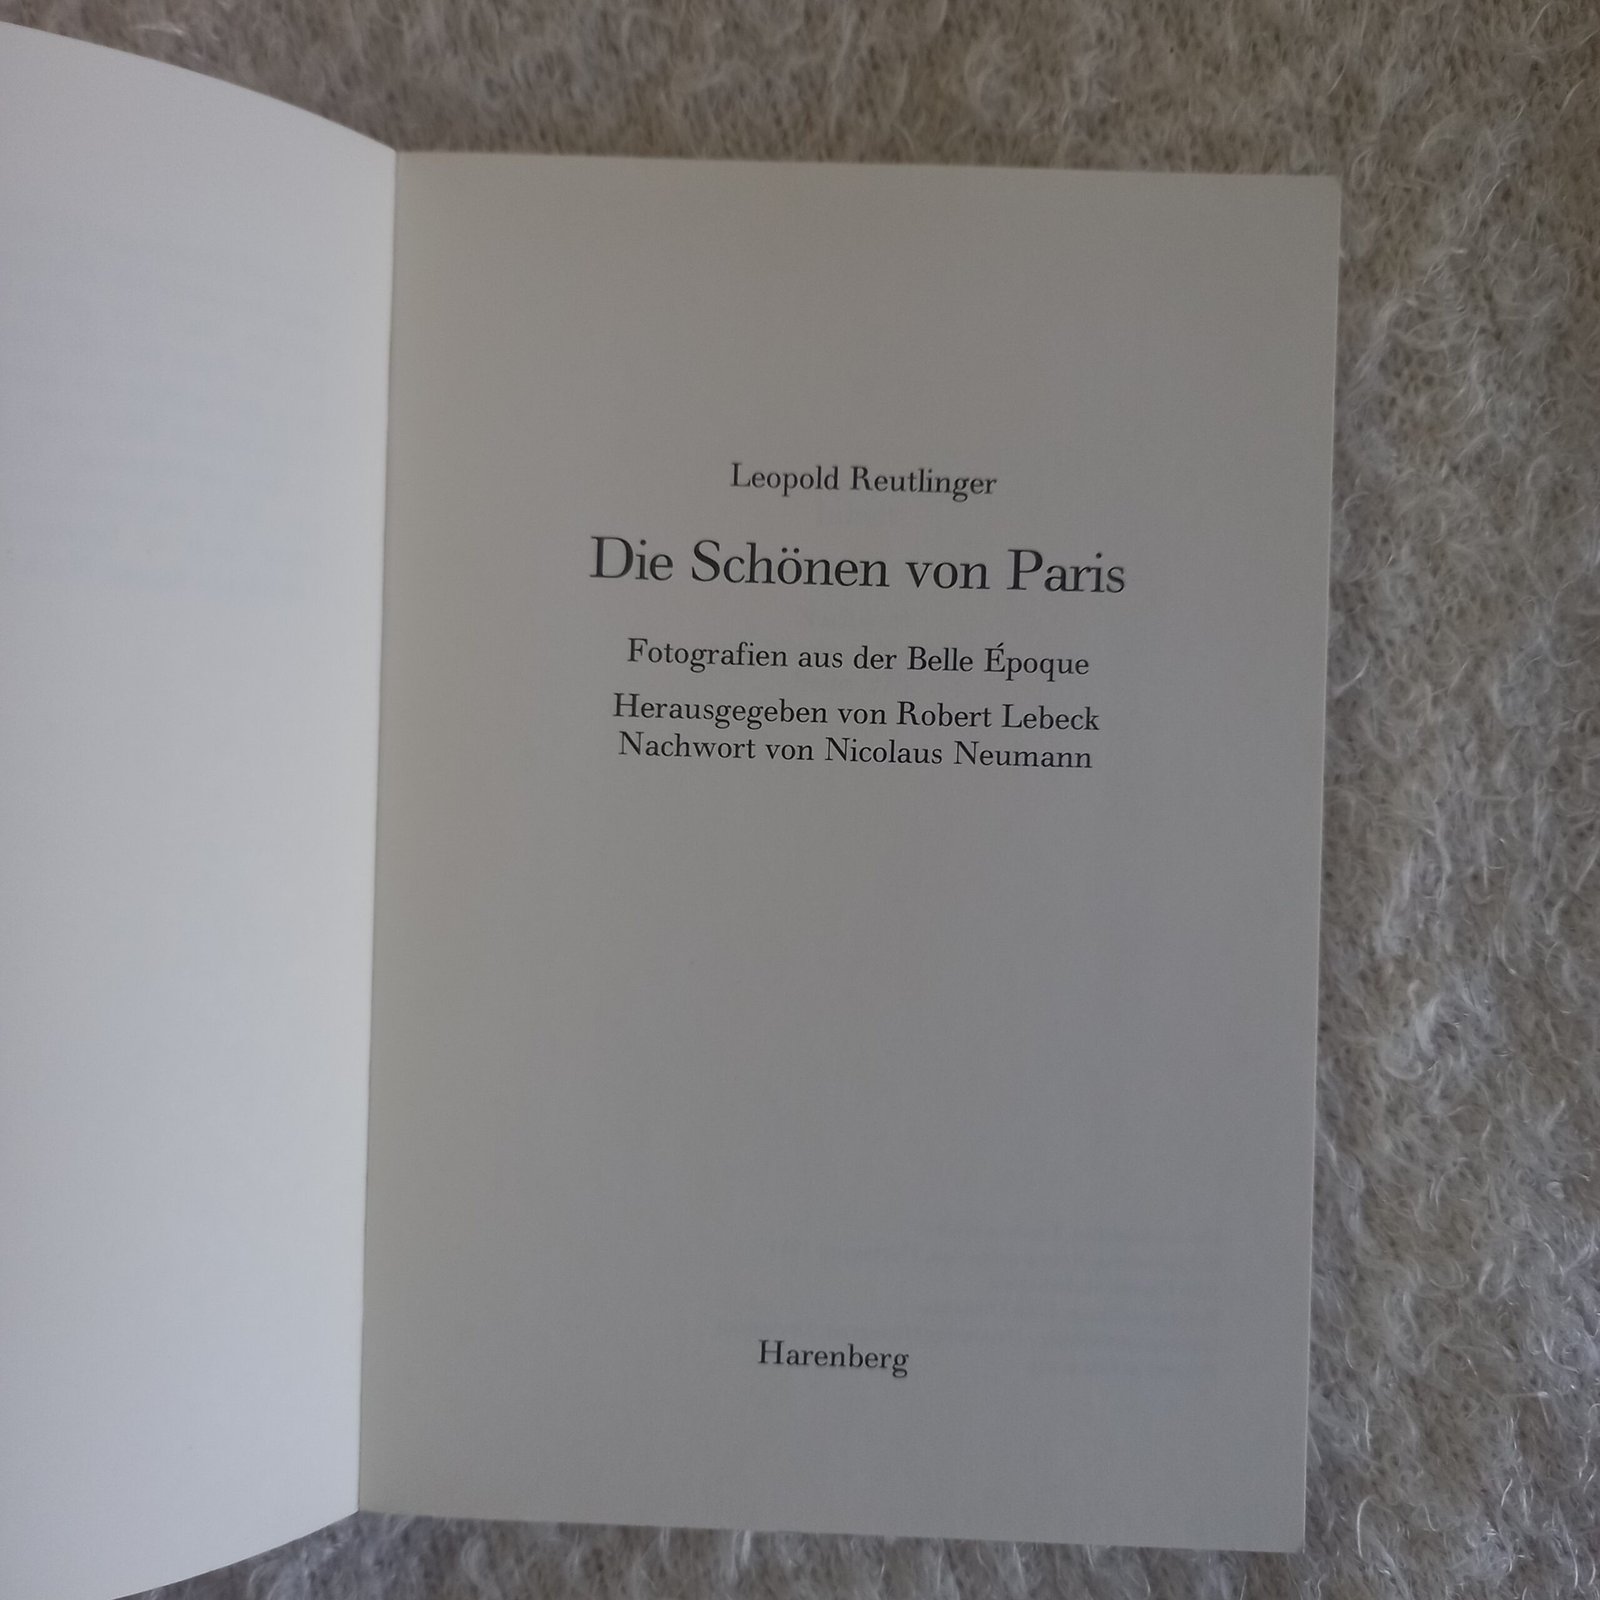 Leopold Reutlinger
Die Schönen von Paris
Fotografien aus der Belle Époque
Herausgegeben von Robert Lebeck
Nachwort von Nicolaus Neumann
Harenberg